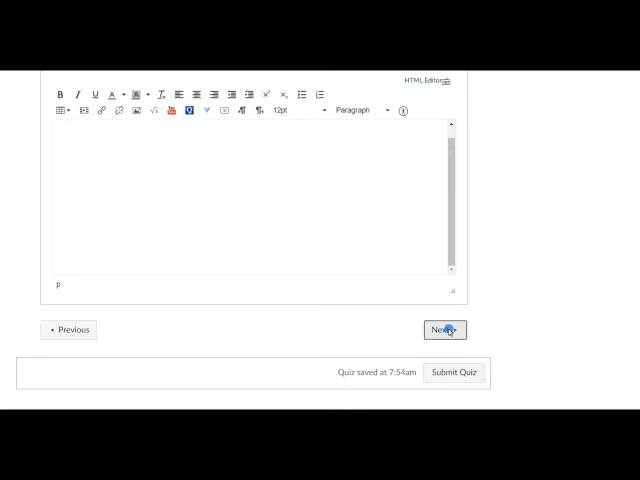 HTML Editor
B I U A A
12pt Paragraph
p
Previous Next
Quiz saved at 7:54am Submit Quiz